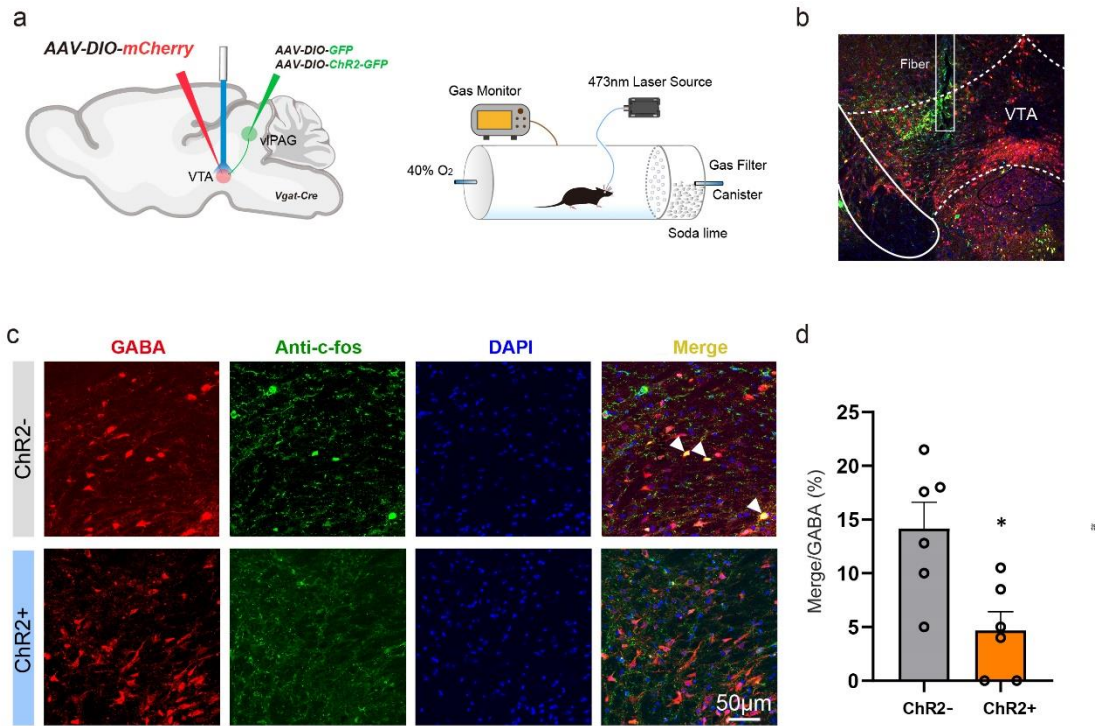 a
AAV-DIO-mCherry
AAV-DIO-GFP
AAV-DIO-ChR2-GFP
vlPAG
VTA
Vgat-Cre
Gas Monitor
473nm Laser Source
40% O₂
Gas Filter
Canister
Soda lime
b
Fiber
VTA
c
GABA
Anti-c-fos
DAPI
Merge
ChR2-
ChR2+
50μm
d
Merge/GABA (%)
25
20
15
10
5
0
*
ChR2-
ChR2+